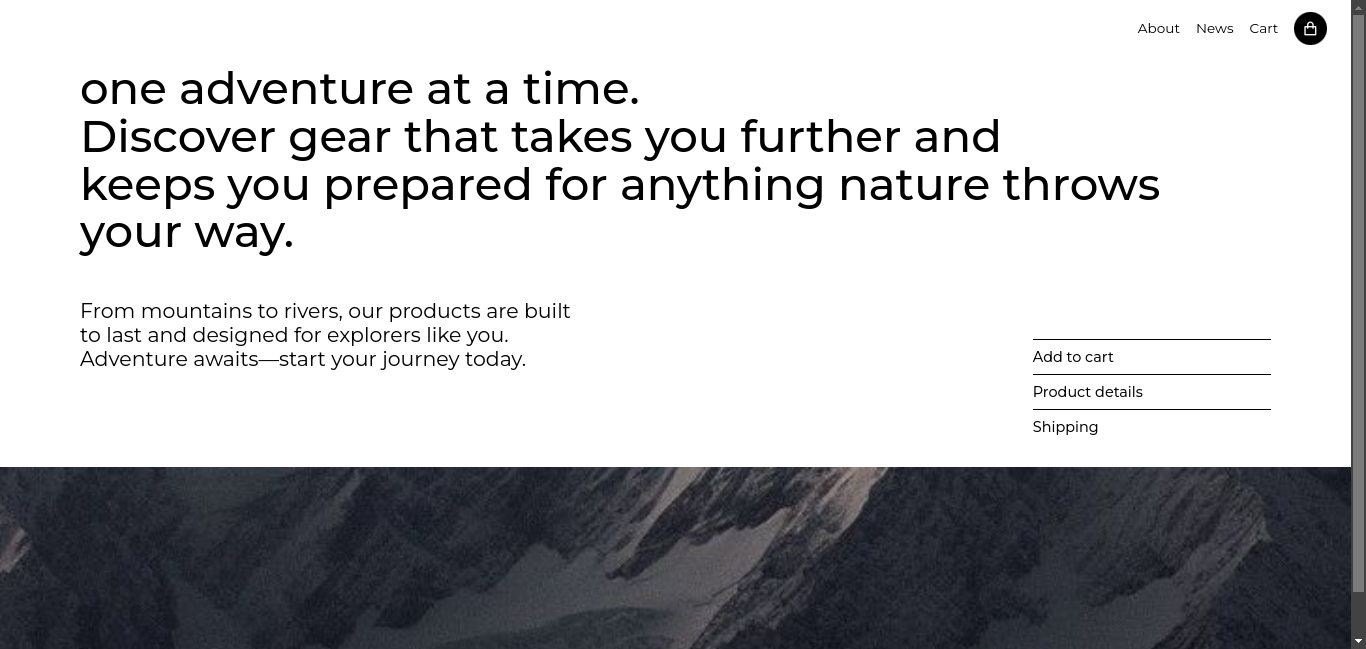 About News Cart
one adventure at a time.
Discover gear that takes you further and
keeps you prepared for anything nature throws
your way.
From mountains to rivers, our products are built
to last and designed for explorers like you.
Adventure awaits—start your journey today.
Add to cart
Product details
Shipping